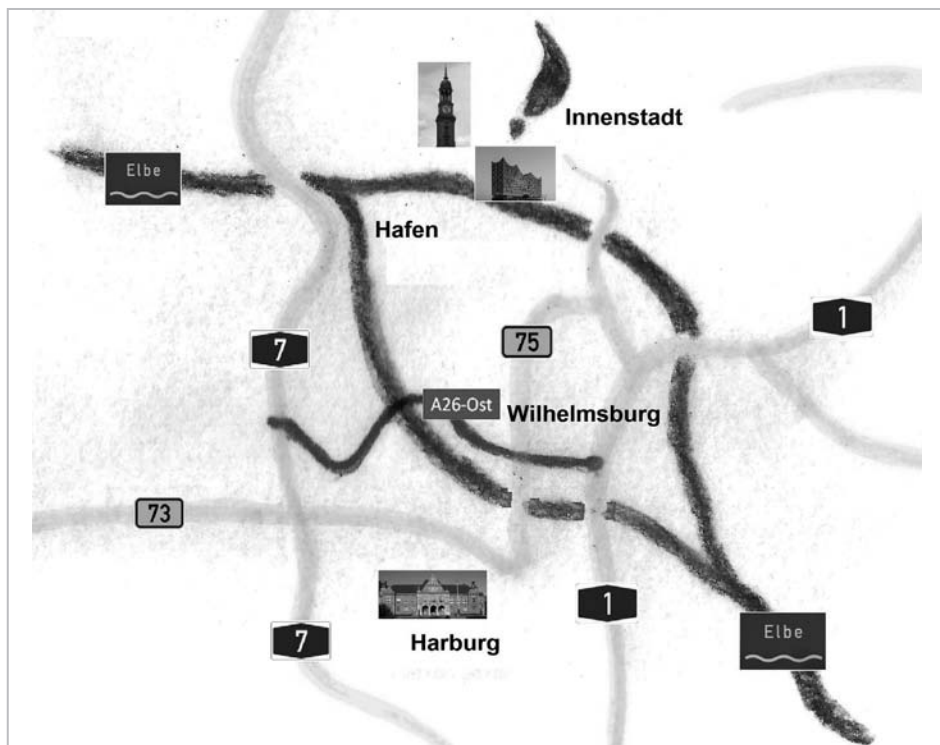 Innenstadt
Elbe
Hafen
1
7
75
A26-Ost
Wilhelmsburg
73
1
7
Harburg
Elbe